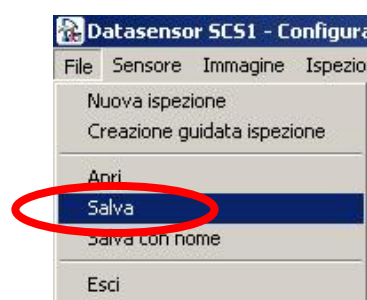 Datasensor SCS1 - Configura
File Sensore Immagine Ispezio
Nuova ispezione
Creazione guidata ispezione
Apri
Salva
Salva con nome
Esci